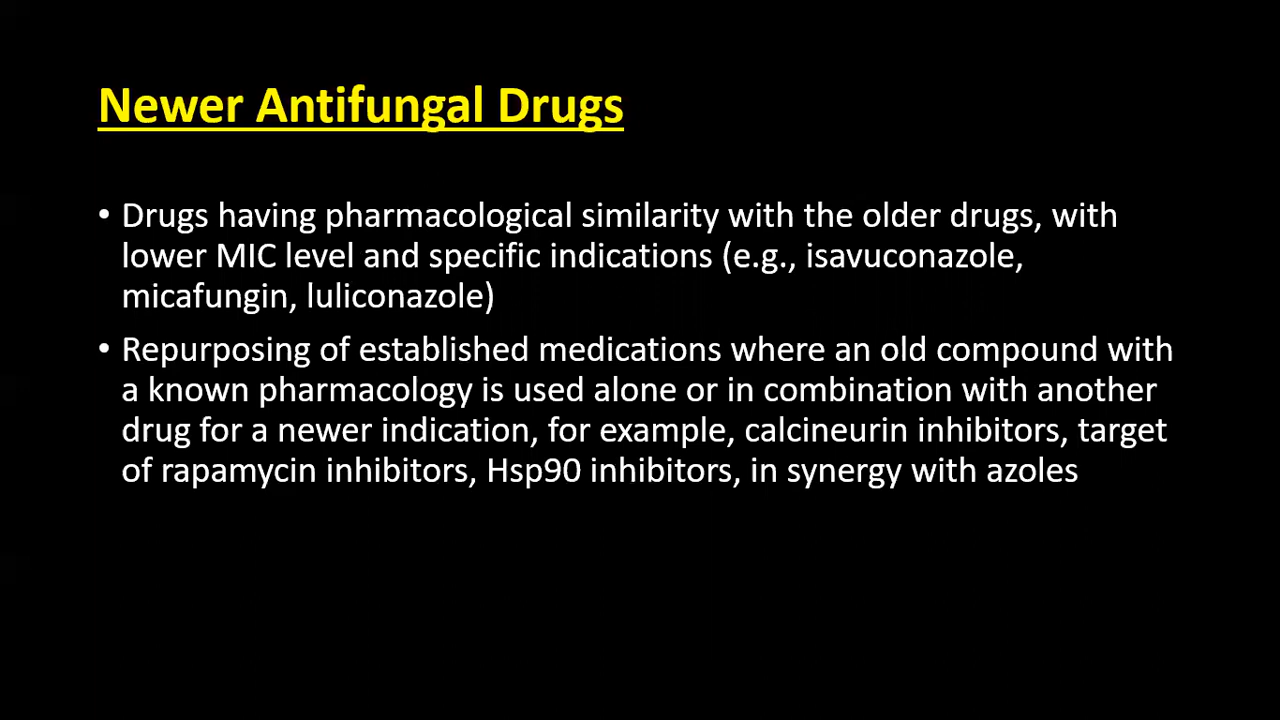 Newer Antifungal Drugs
• Drugs having pharmacological similarity with the older drugs, with
lower MIC level and specific indications (e.g., isavuconazole,
micafungin, luliconazole)
• Repurposing of established medications where an old compound with
a known pharmacology is used alone or in combination with another
drug for a newer indication, for example, calcineurin inhibitors, target
of rapamycin inhibitors, Hsp90 inhibitors, in synergy with azoles